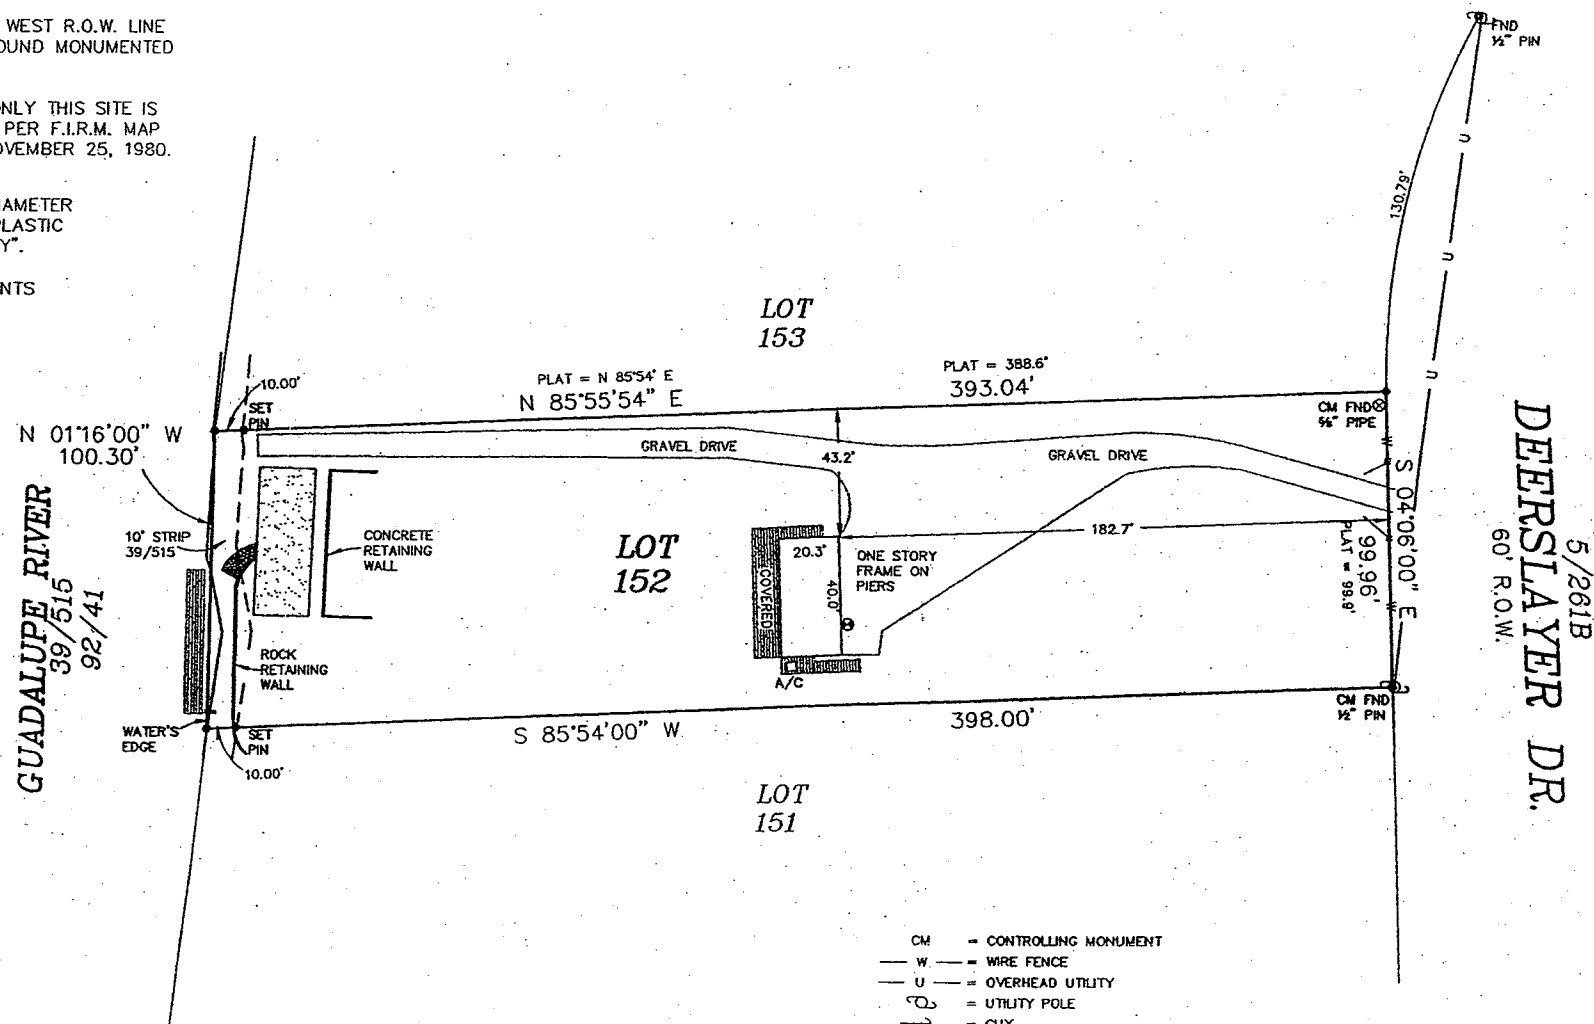 WEST R.O.W. LINE
OUND MONUMENTED
NLY THIS SITE IS
PER F.I.R.M. MAP
OVEMBER 25, 1980.
IAMETER
PLASTIC
Y".
NTS
FND
½" PIN
U
U
U
U
130.79'
LOT
153
PLAT = N 85°54' E
N 85°55'54" E
PLAT = 388.6'
393.04'
10.00'
SET
PIN
N 01°16'00" W
100.30'
CM FND
⅝" PIPE
GRAVEL DRIVE
43.2'
GRAVEL DRIVE
S 04°06'00" E
99.96'
PLAT = 99.9'
DEERSLAYER DR.
5/261B
60' R.O.W.
GUADALUPE RIVER
39/515
92/41
10' STRIP
39/515
CONCRETE
RETAINING
WALL
LOT
152
182.7'
20.3'
ONE STORY
FRAME ON
PIERS
40.0'
COVERED
A/C
ROCK
RETAINING
WALL
WATER'S
EDGE
SET
PIN
10.00'
S 85°54'00" W
398.00'
CM FND
½" PIN
LOT
151
CM = CONTROLLING MONUMENT
— W — = WIRE FENCE
— U — = OVERHEAD UTILITY
= UTILITY POLE
= GUY